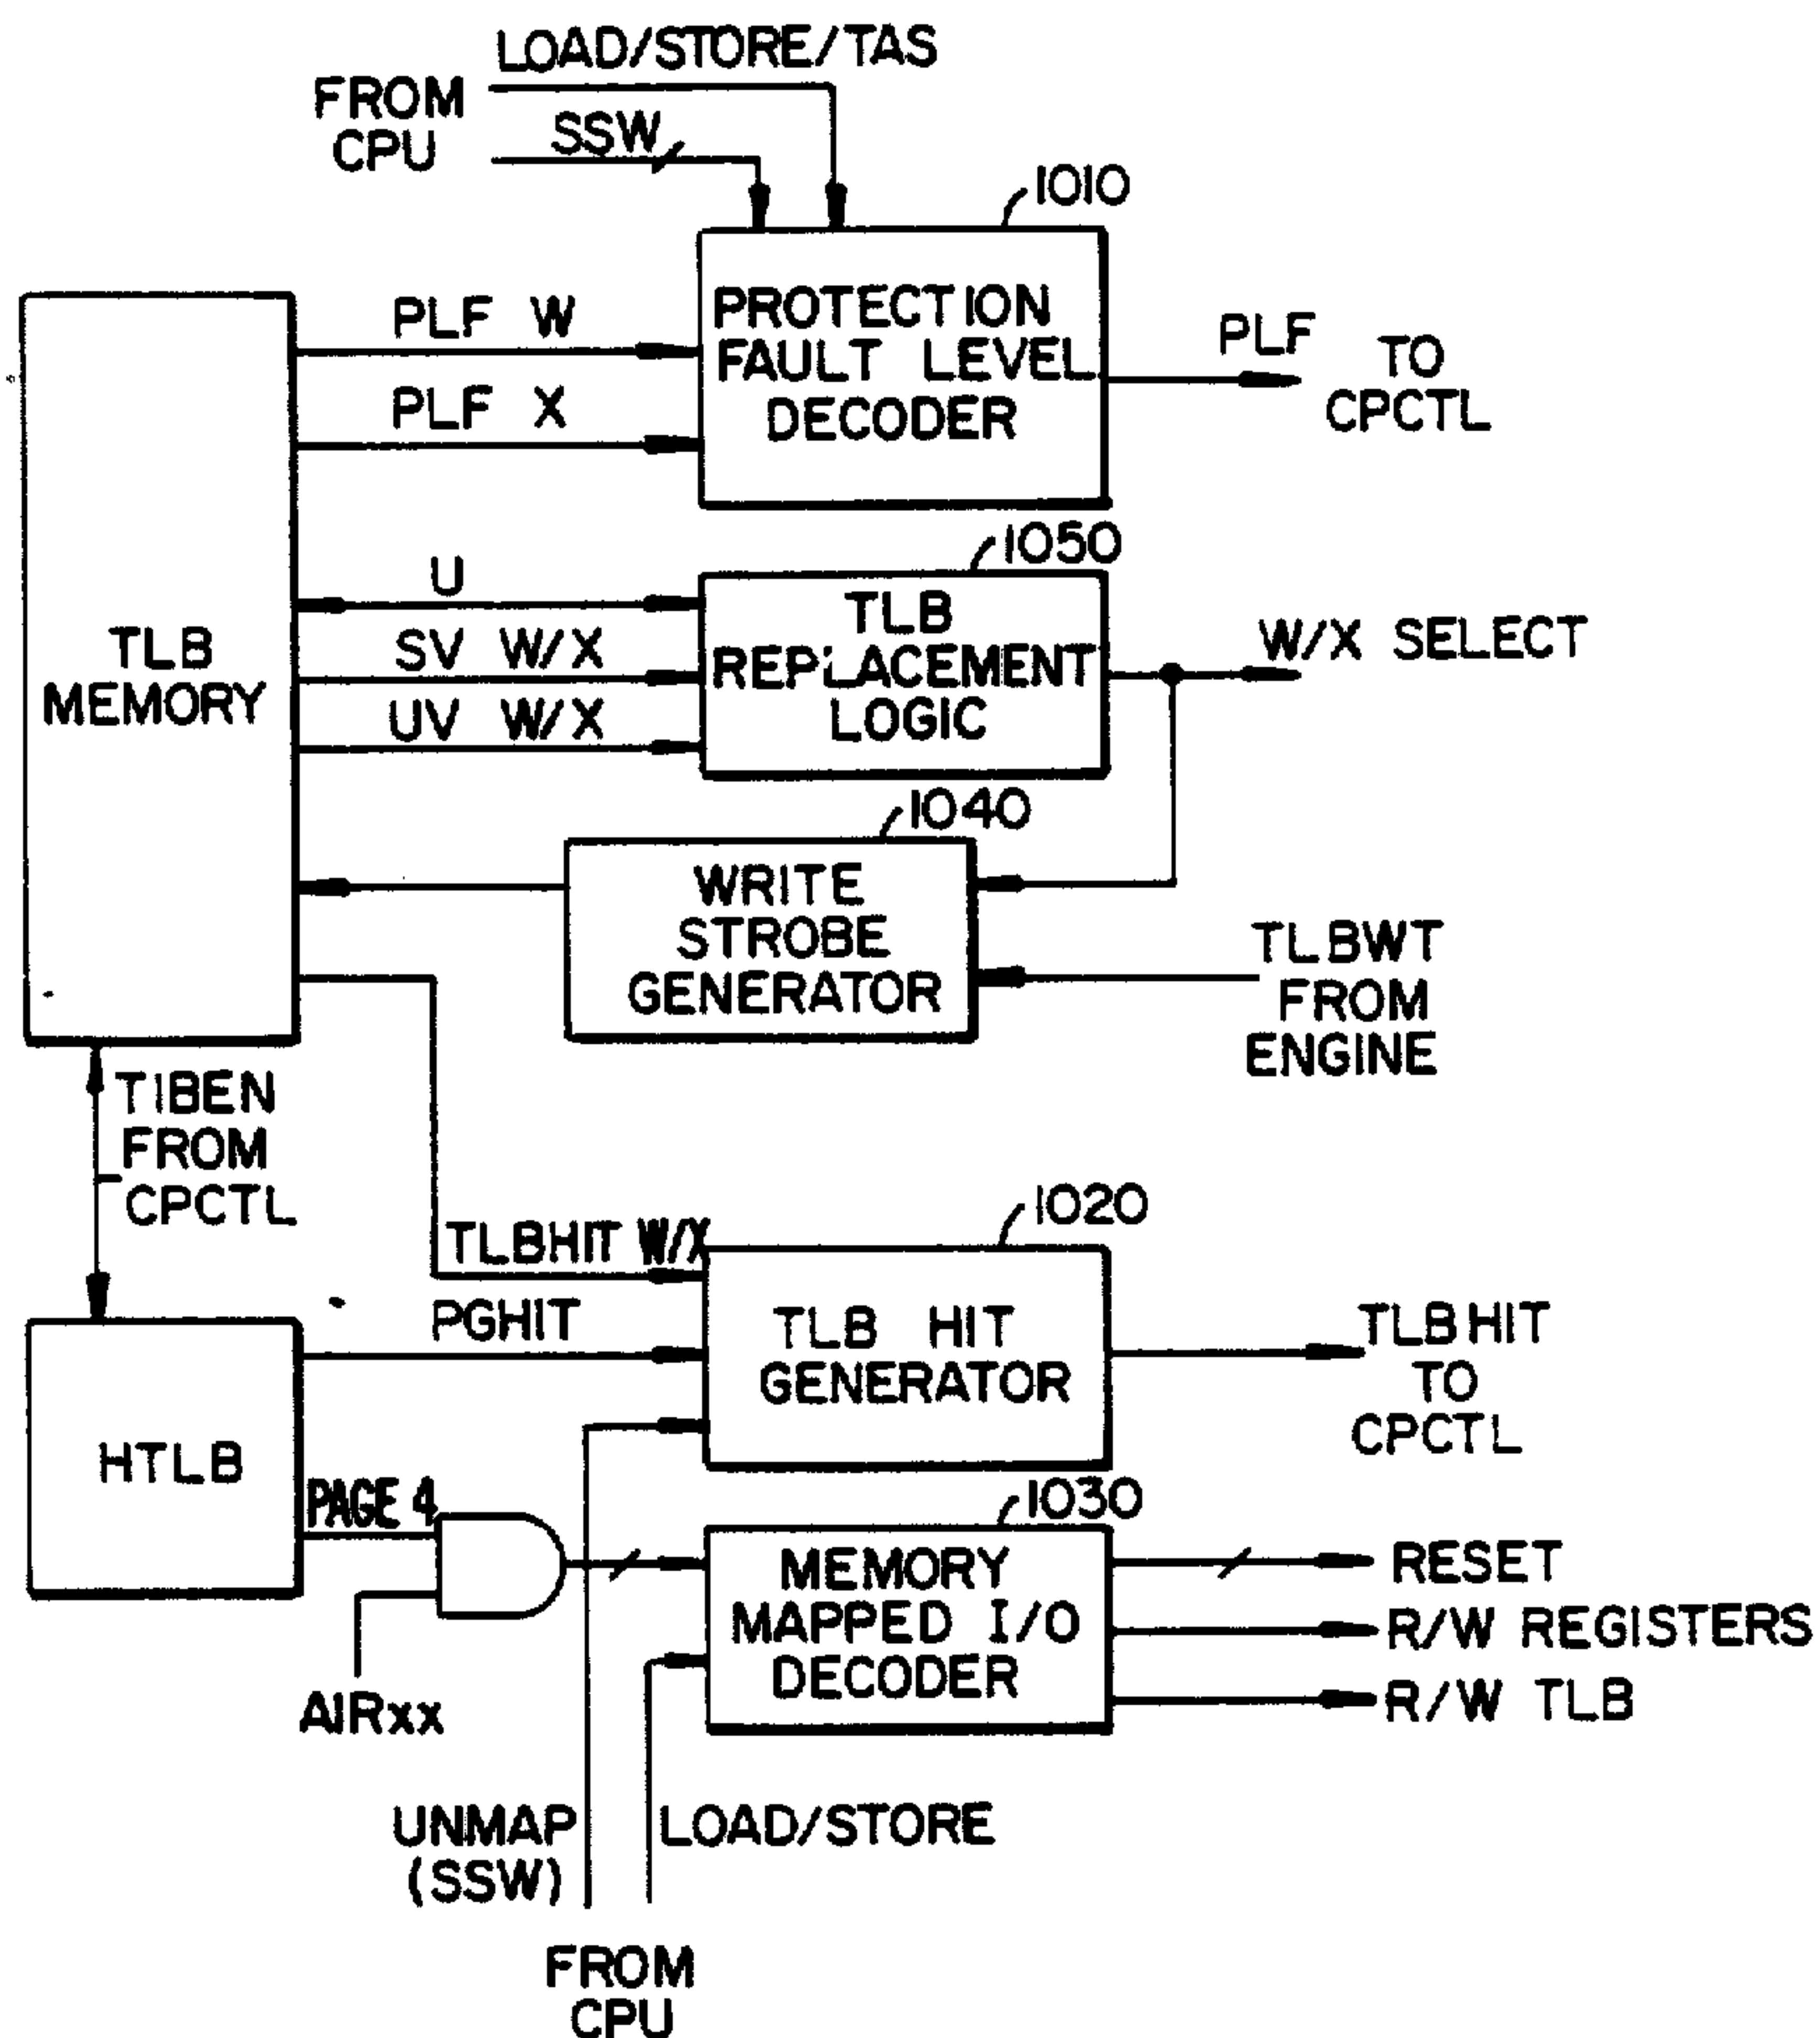 LOAD/STORE/TAS
FROM
CPU
SSW
1010
PROTECTION
FAULT LEVEL
DECODER
PLF W
PLF X
PLF
TO
CPCTL
1050
TLB
MEMORY
U
SV W/X
UV W/X
TLB
REPLACEMENT
LOGIC
W/X SELECT
1040
WRITE
STROBE
GENERATOR
TLBWT
FROM
ENGINE
TIBEN
FROM
CPCTL
1020
TLBHIT W/X
PGHIT
TLB HIT
GENERATOR
TLBHIT
TO
CPCTL
HTLB
PAGE 4
1030
MEMORY
MAPPED I/O
DECODER
RESET
R/W REGISTERS
R/W TLB
AIRxx
UNMAP
(SSW)
LOAD/STORE
FROM
CPU